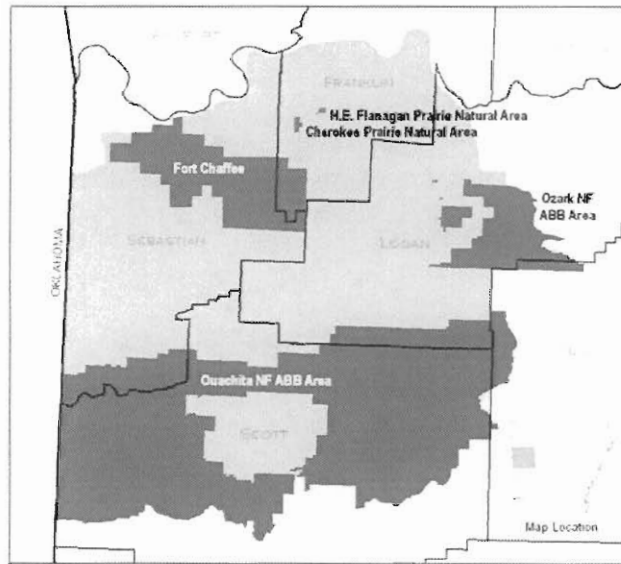 FRANKLIN
H.E. Flanagan Prairie Natural Area
Cherokee Prairie Natural Area
Fort Chaffee
Ozark NF
ABB Area
SEBASTIAN
LOGAN
OKLAHOMA
Ouachita NF ABB Area
SCOTT
Map Location